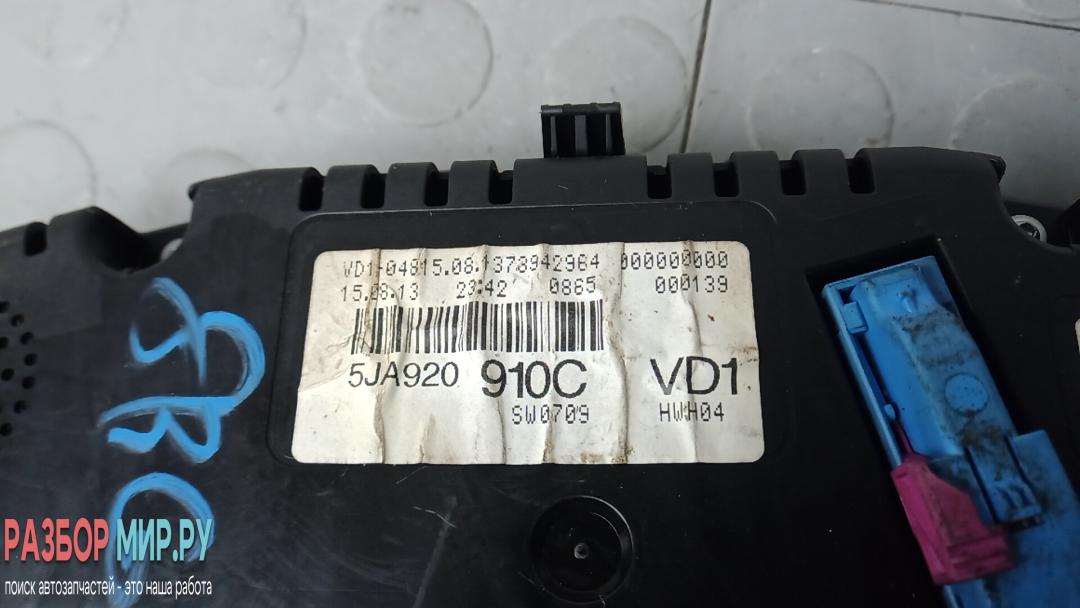 VD1-04815.08.1378942964 000000000
15.08.13 23:42 0865 000139
5JA920 910C VD1
SW0709 HWH04
РАЗБОР МИР.РУ
поиск автозапчастей - это наша работа